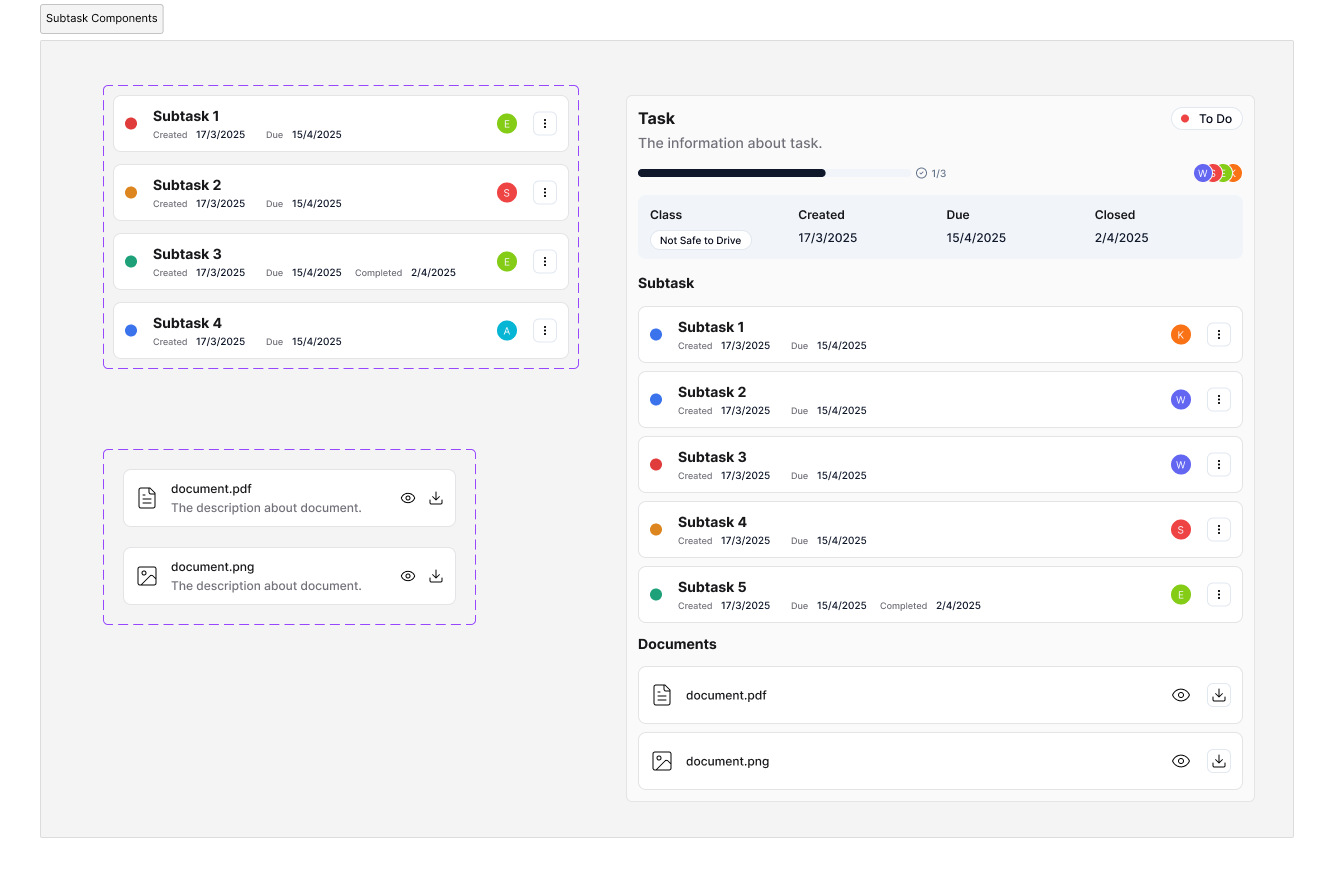 Subtask Components
Subtask 1
Created 17/3/2025 Due 15/4/2025
E
Subtask 2
Created 17/3/2025 Due 15/4/2025
S
Subtask 3
Created 17/3/2025 Due 15/4/2025 Completed 2/4/2025
E
Subtask 4
Created 17/3/2025 Due 15/4/2025
A
document.pdf
The description about document.
document.png
The description about document.
Task
To Do
The information about task.
1/3
W S E K
Class Created Due Closed
Not Safe to Drive 17/3/2025 15/4/2025 2/4/2025
Subtask
Subtask 1
Created 17/3/2025 Due 15/4/2025
K
Subtask 2
Created 17/3/2025 Due 15/4/2025
W
Subtask 3
Created 17/3/2025 Due 15/4/2025
W
Subtask 4
Created 17/3/2025 Due 15/4/2025
S
Subtask 5
Created 17/3/2025 Due 15/4/2025 Completed 2/4/2025
E
Documents
document.pdf
document.png